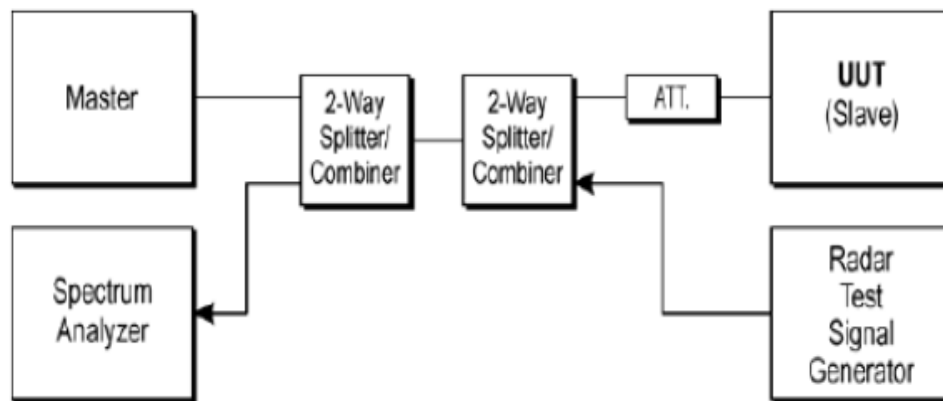 Master
2-Way
Splitter/
Combiner
2-Way
Splitter/
Combiner
ATT.
UUT
(Slave)
Spectrum
Analyzer
Radar
Test
Signal
Generator